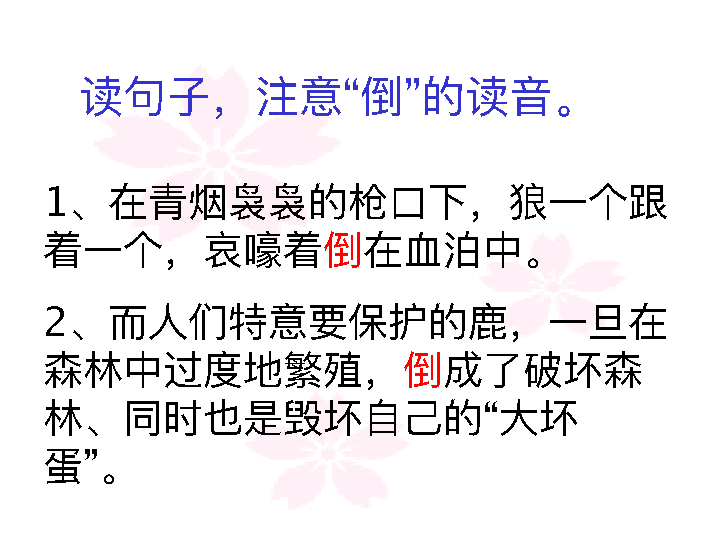 读句子，注意“倒”的读音。
1、在青烟袅袅的枪口下，狼一个跟
着一个，哀嚎着倒在血泊中。
2、而人们特意要保护的鹿，一旦在
森林中过度地繁殖，倒成了破坏森
林、同时也是毁坏自己的“大坏
蛋”。